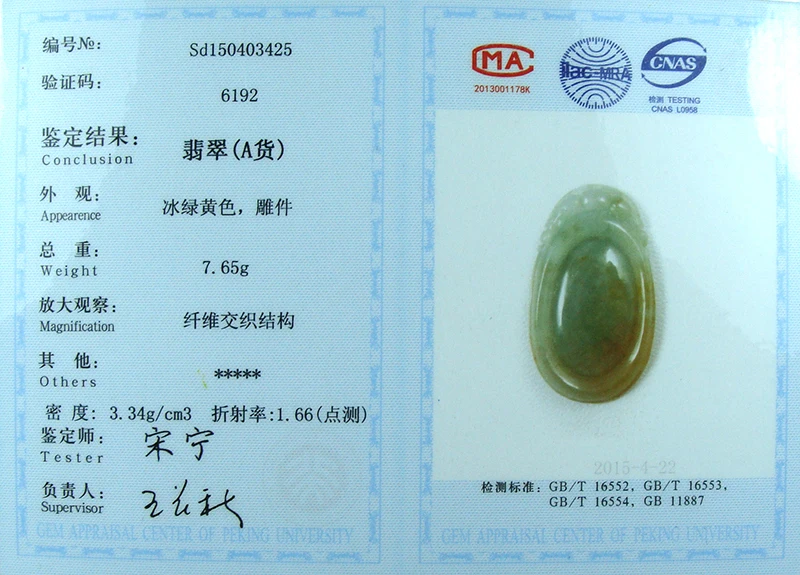 编号№: Sd150403425
验证码: 6192
鉴定结果: 翡翠(A货)
Conclusion
外 观: 冰绿黄色，雕件
Appearence
总 重: 7.65g
Weight
放大观察: 纤维交织结构
Magnification
其 他: *****
Others
密 度: 3.34g/cm3 折射率:1.66(点测)
鉴定师: 宋宁
Tester
负责人:
Supervisor
GEM APPRAISAL CENTER OF PEKING UNIVERSITY
MA
2013001178K
ilac-MRA
CNAS
检测 TESTING
CNAS L0958
2015-4-22
检测标准: GB/T 16552, GB/T 16553,
GB/T 16554, GB 11887
GEM APPRAISAL CENTER OF PEKING UNIVERSITY